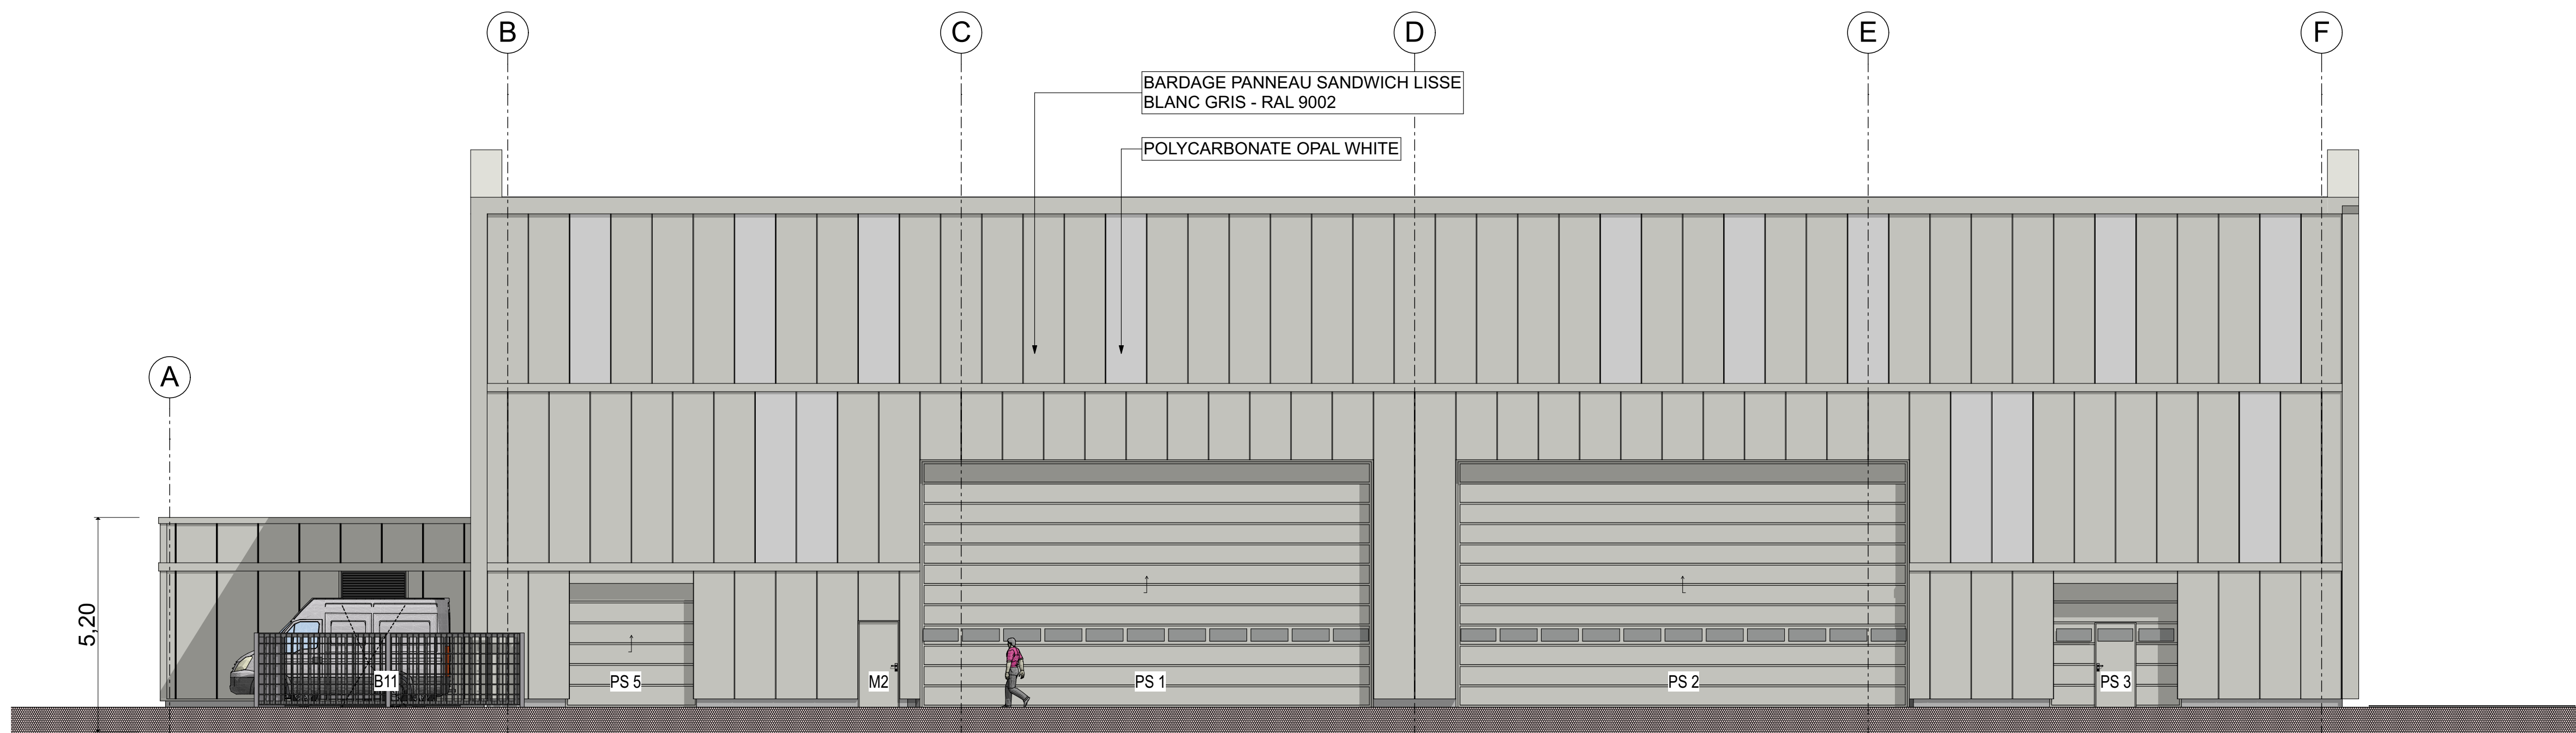 B
C
D
E
F
BARDAGE PANNEAU SANDWICH LISSE
BLANC GRIS - RAL 9002
POLYCARBONATE OPAL WHITE
A
5,20
B11
PS 5
M2
PS 1
PS 2
PS 3